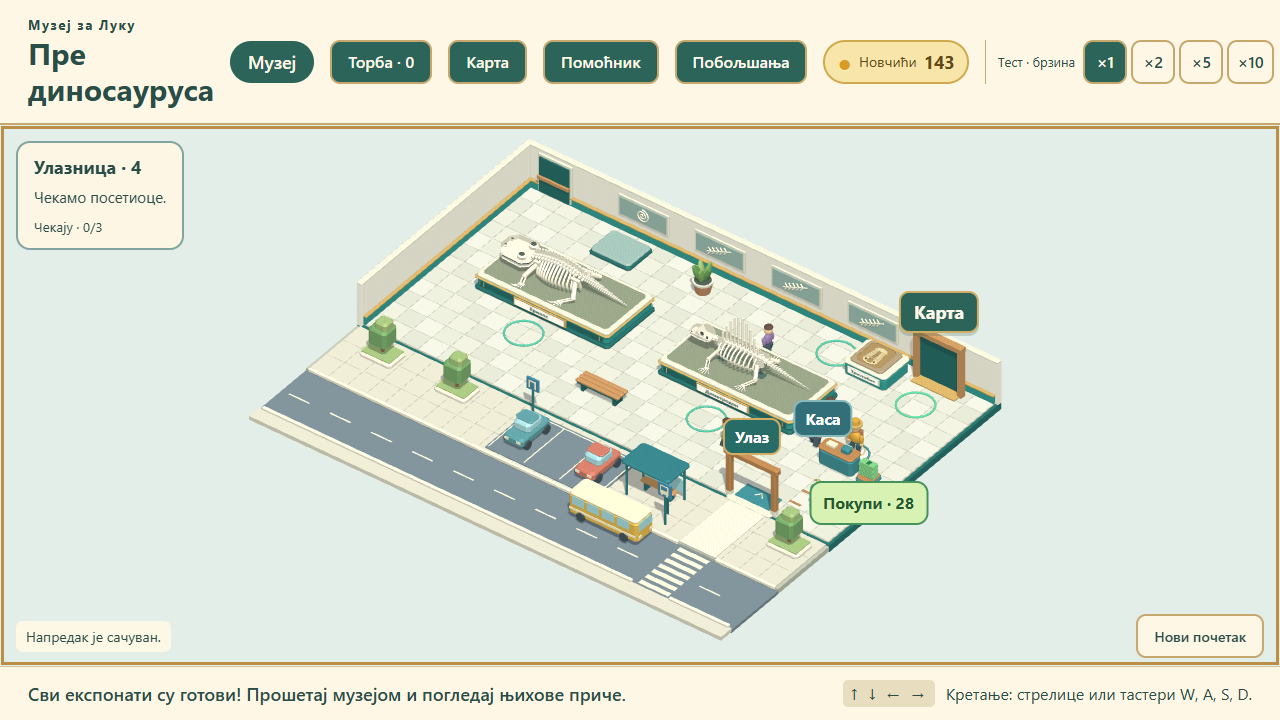 Музеј за Луку
Пре
диносауруса
Музеј
Торба · 0
Карта
Помоћник
Побољшања
Новчићи 143
Тест · брзина
×1
×2
×5
×10
Улазница · 4
Чекамо посетиоце.
Чекају · 0/3
Карта
Каса
Улаз
Покупи · 28
Напредак је сачуван.
Нови почетак
Сви експонати су готови! Прошетај музејом и погледај њихове приче.
↑ ↓ ← → Кретање: стрелице или тастери W, A, S, D.